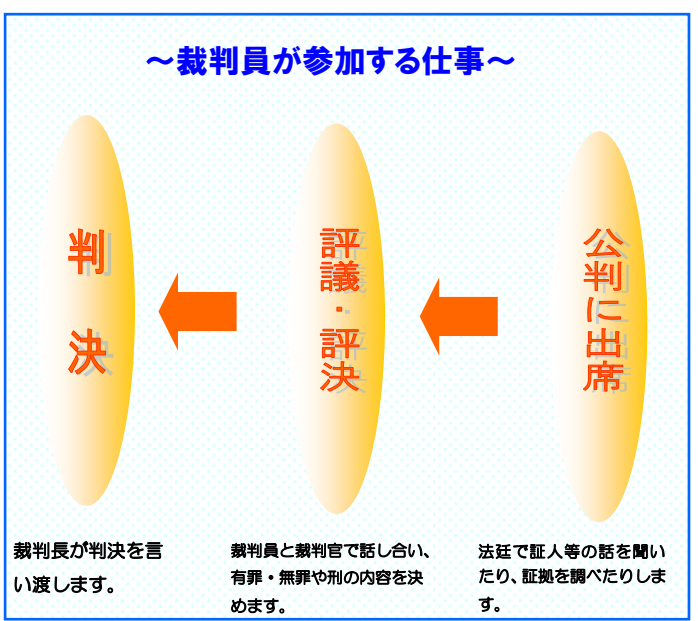 ～裁判員が参加する仕事～
公判に出席
評議・評決
判決
法廷で証人等の話を聞い
たり、証拠を調べたりしま
す。
裁判員と裁判官で話し合い、
有罪・無罪や刑の内容を決
めます。
裁判長が判決を言
い渡します。